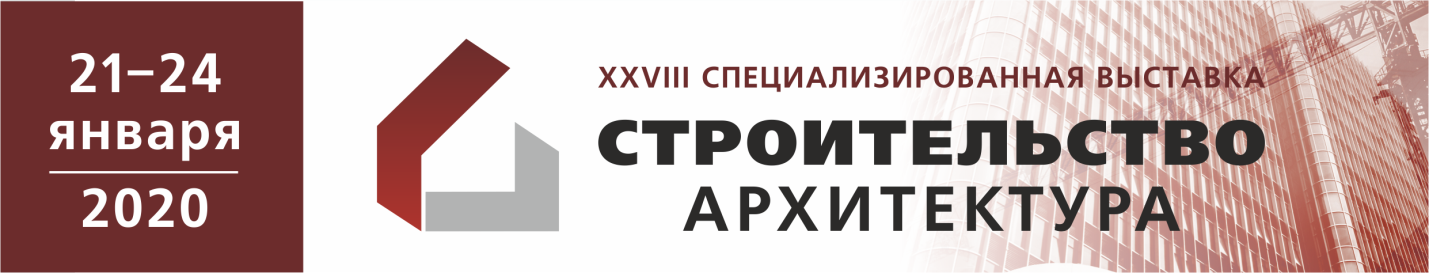 21–24
января
2020
XXVIII СПЕЦИАЛИЗИРОВАННАЯ ВЫСТАВКА
СТРОИТЕЛЬСТВО
АРХИТЕКТУРА